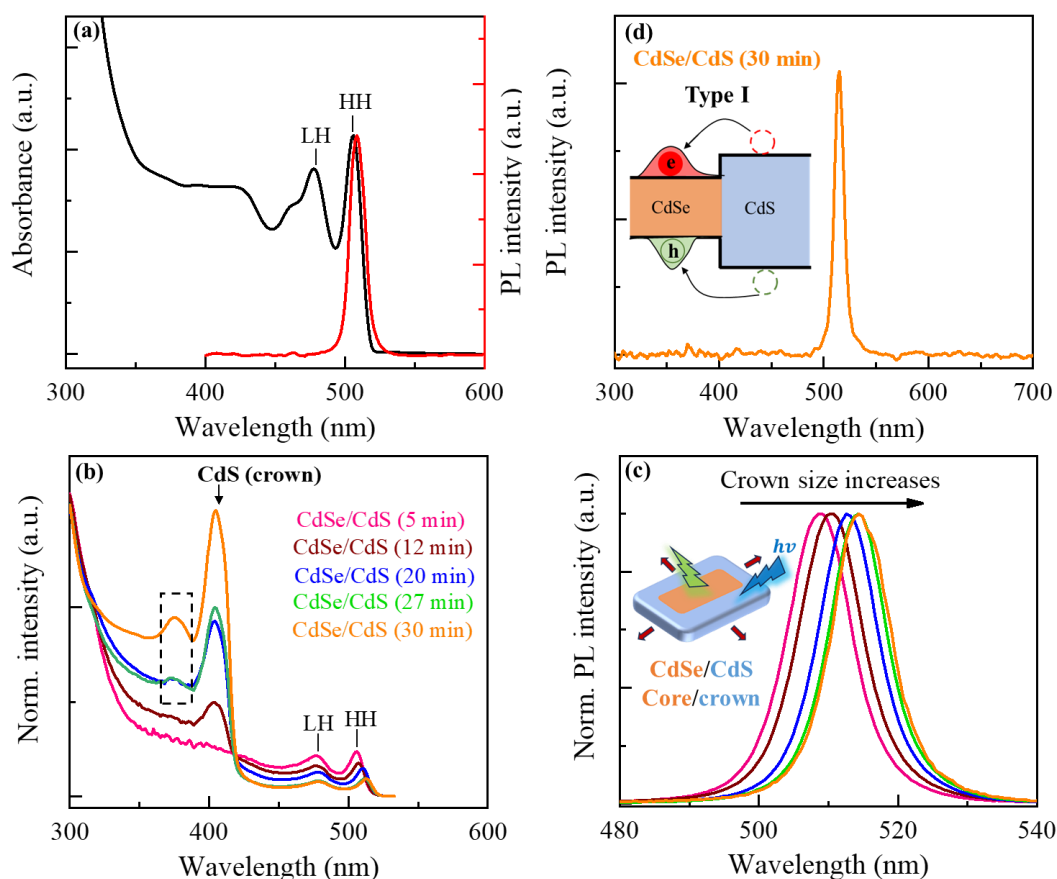 (a)
LH
HH
Absorbance (a.u.)
PL intensity (a.u.)
300
400
500
600
Wavelength (nm)
(d)
CdSe/CdS (30 min)
Type I
e
CdSe
CdS
h
PL intensity (a.u.)
300
400
500
600
700
Wavelength (nm)
(b)
CdS (crown)
CdSe/CdS (5 min)
CdSe/CdS (12 min)
CdSe/CdS (20 min)
CdSe/CdS (27 min)
CdSe/CdS (30 min)
LH
HH
Norm. intensity (a.u.)
300
400
500
600
Wavelength (nm)
(c)
Crown size increases
hν
CdSe/CdS
Core/crown
Norm. PL intensity (a.u.)
480
500
520
540
Wavelength (nm)